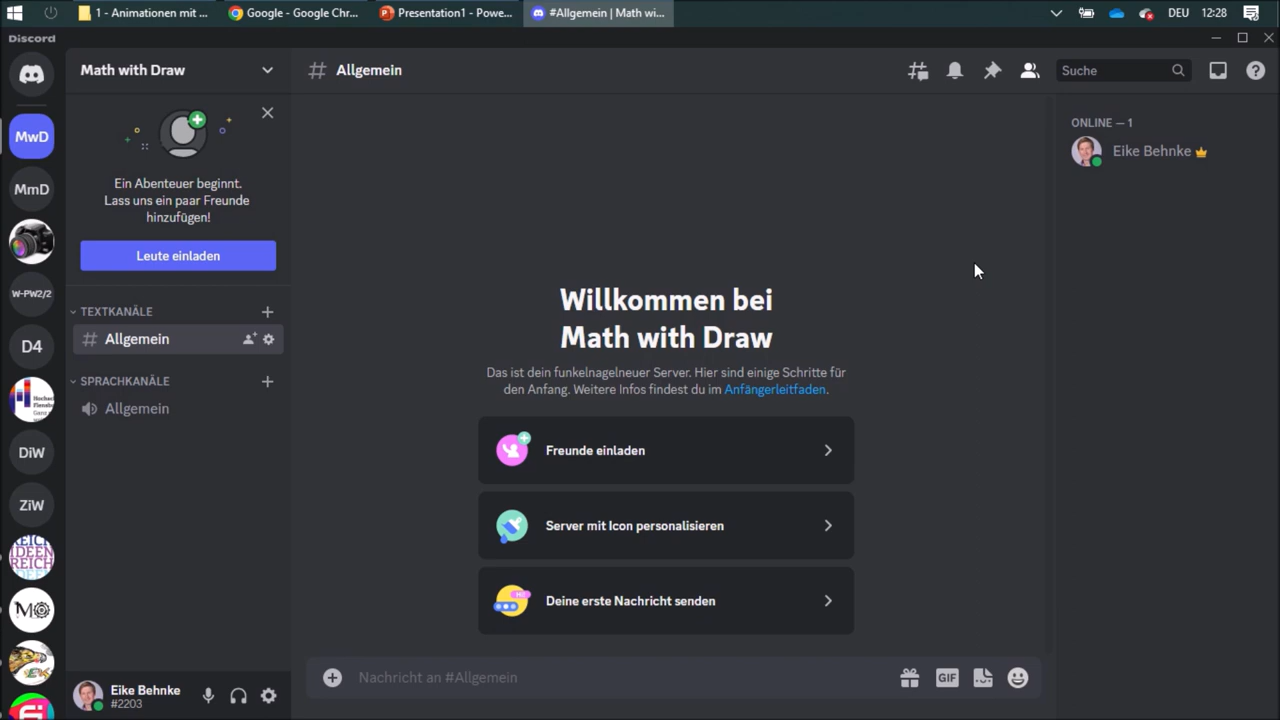 1 - Animationen mit ...
Google - Google Chr...
Presentation1 - Powe...
#Allgemein | Math wi...
DEU
12:28
Discord
Math with Draw
Allgemein
Suche
MwD
MmD
W-PW2/2
D4
DiW
ZiW
Ein Abenteuer beginnt.
Lass uns ein paar Freunde
hinzufügen!
Leute einladen
TEXTKANÄLE
Allgemein
SPRACHKANÄLE
Allgemein
Eike Behnke
#2203
Willkommen bei
Math with Draw
Das ist dein funkelnagelneuer Server. Hier sind einige Schritte für
den Anfang. Weitere Infos findest du im Anfängerleitfaden.
Freunde einladen
Server mit Icon personalisieren
Deine erste Nachricht senden
Nachricht an #Allgemein
GIF
ONLINE — 1
Eike Behnke